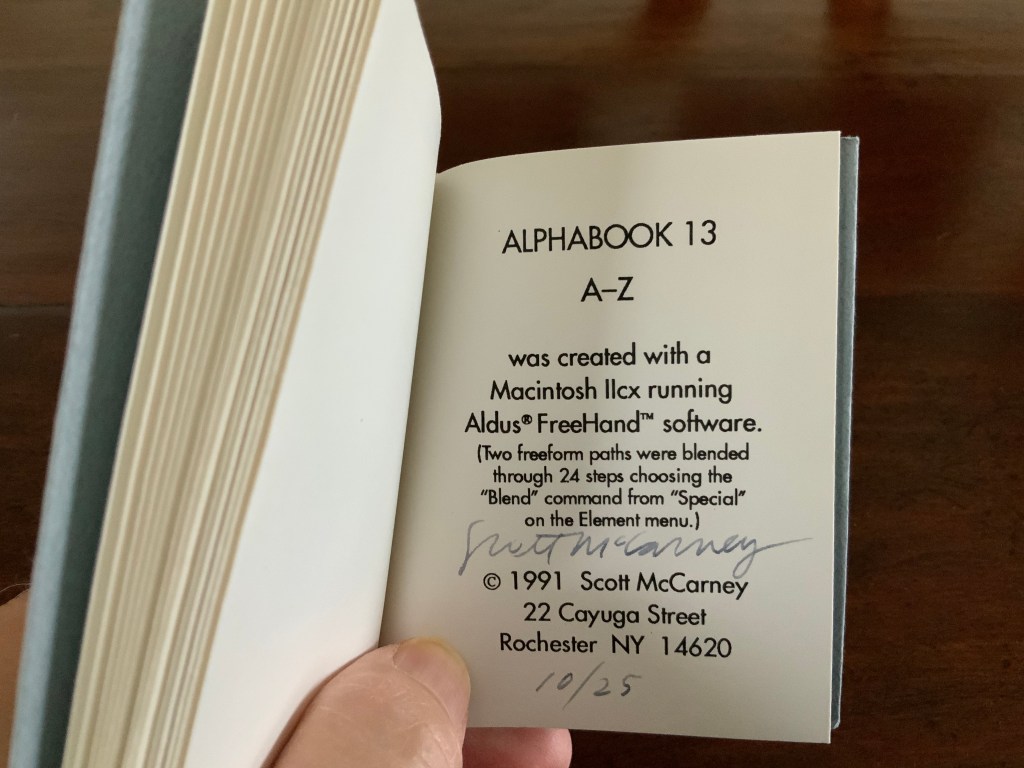 ALPHABOOK 13
A–Z
was created with a
Macintosh IIcx running
Aldus® FreeHand™ software.
(Two freeform paths were blended
through 24 steps choosing the
"Blend" command from "Special"
on the Element menu.)
Scott McCarney
© 1991 Scott McCarney
22 Cayuga Street
Rochester NY 14620
10/25